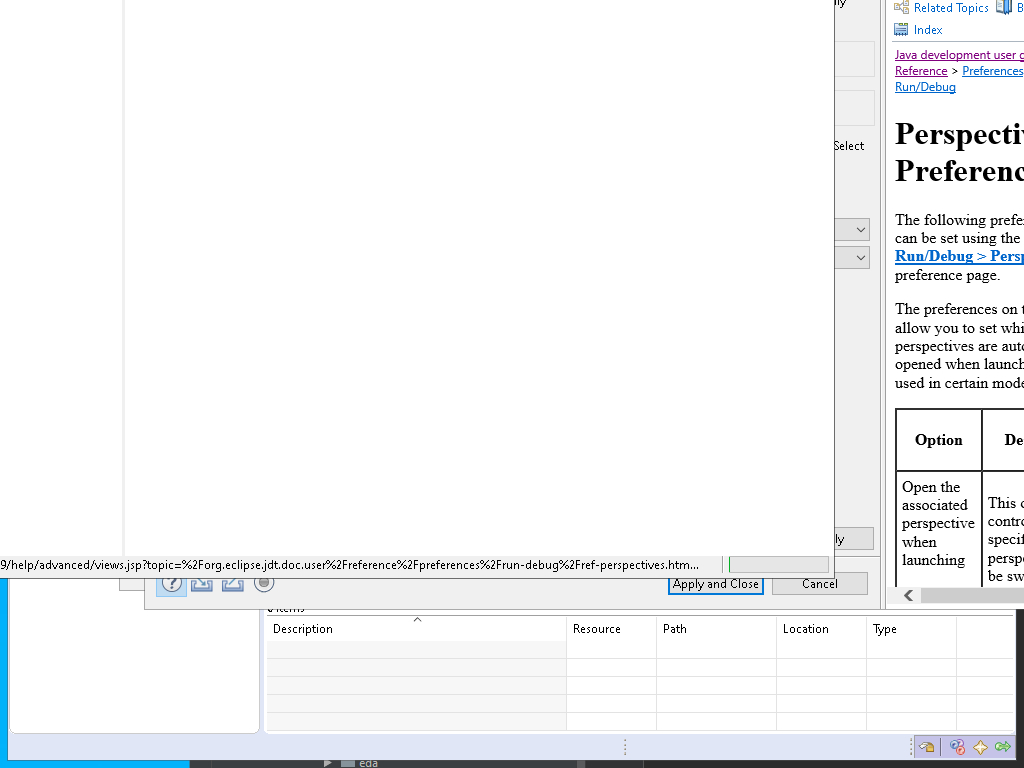 Related Topics
Index
Java development user g
Reference > Preferences
Run/Debug
Select
Perspecti
Preferenc
The following prefe
can be set using the
Run/Debug > Persp
preference page.
The preferences on t
allow you to set whi
perspectives are auto
opened when launch
used in certain mode
Option De
Open the
associated
perspective
when
launching
This c
contro
specif
perspe
be sw
ly
9/help/advanced/views.jsp?topic=%2Forg.eclipse.jdt.doc.user%2Freference%2Fpreferences%2Frun-debug%2Fref-perspectives.htm...
Apply and Close Cancel
0 items
Description Resource Path Location Type
eda